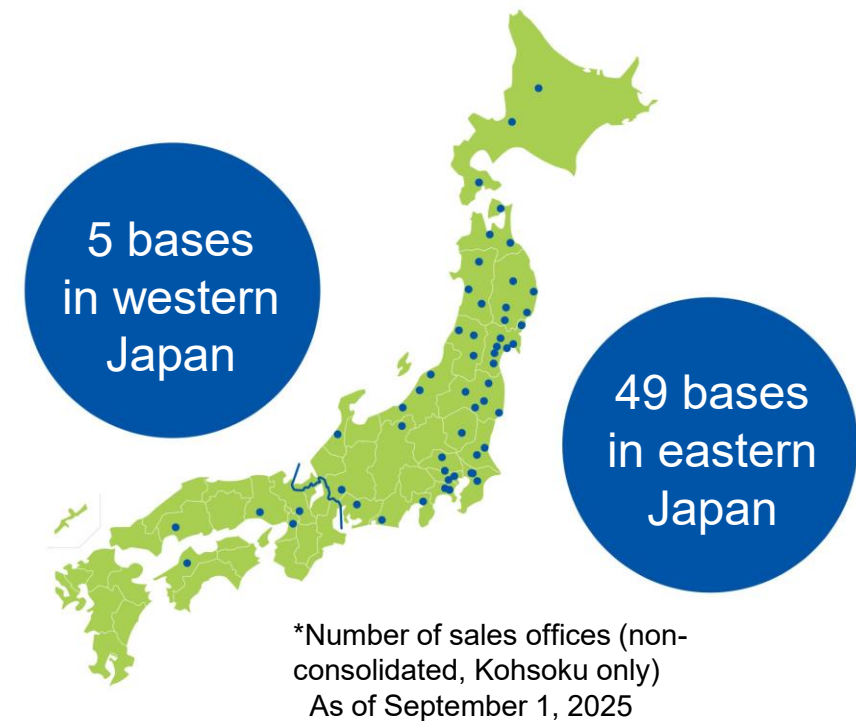 5 bases
in western
Japan
49 bases
in eastern
Japan
*Number of sales offices (non-
consolidated, Kohsoku only)
As of September 1, 2025